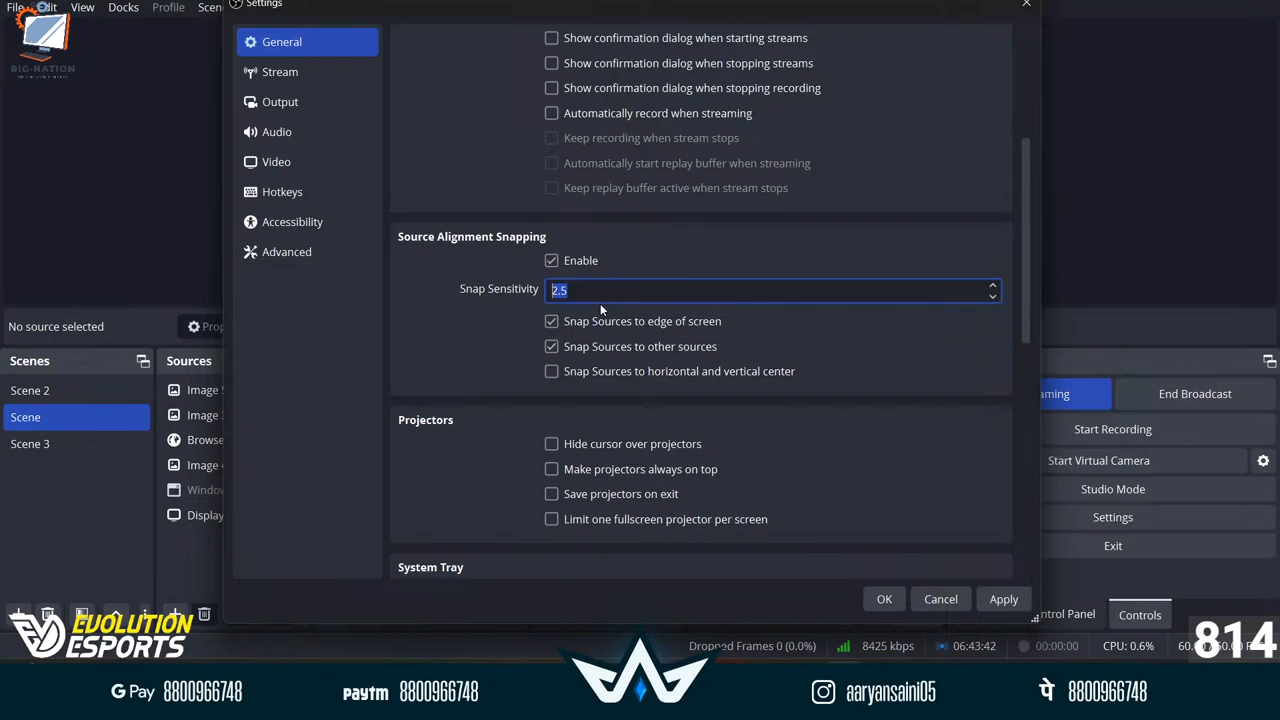 File Edit View Docks Profile
Settings
RIG-NATION
General
Stream
Output
Audio
Video
Hotkeys
Accessibility
Advanced
Show confirmation dialog when starting streams
Show confirmation dialog when stopping streams
Show confirmation dialog when stopping recording
Automatically record when streaming
Keep recording when stream stops
Automatically start replay buffer when streaming
Keep replay buffer active when stream stops
Source Alignment Snapping
Enable
Snap Sensitivity 2.5
Snap Sources to edge of screen
Snap Sources to other sources
Snap Sources to horizontal and vertical center
Projectors
Hide cursor over projectors
Make projectors always on top
Save projectors on exit
Limit one fullscreen projector per screen
System Tray
OK Cancel Apply
No source selected
Scenes
Scene 2
Scene
Scene 3
Sources
Image
Image
Image
Display
End Broadcast
Start Recording
Start Virtual Camera
Studio Mode
Settings
Exit
Panel Controls
Dropped Frames 0 (0.0%) 8425 kbps 06:43:42 00:00:00 CPU: 0.6%
814
EVOLUTION
ESPORTS
G Pay 8800966748
paytm 8800966748
aaryansaini05
पे 8800966748